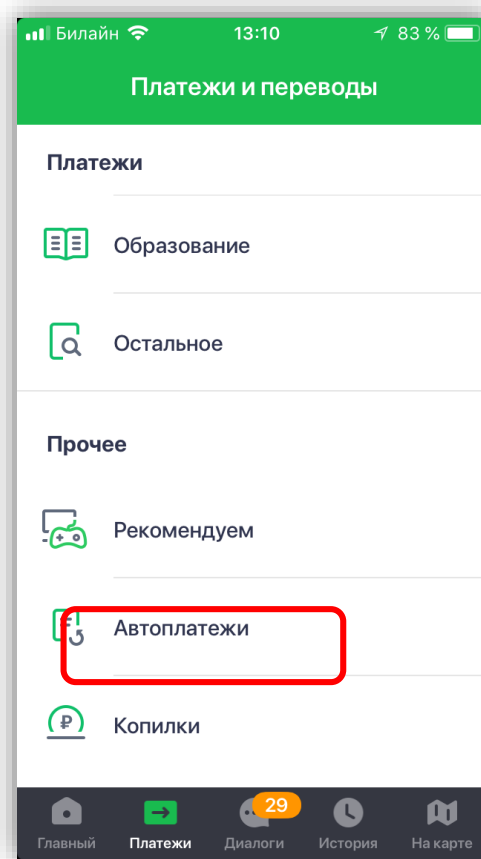 Билайн 13:10 83 %
Платежи и переводы
Платежи
Образование
Остальное
Прочее
Рекомендуем
Автоплатежи
₽ Копилки
29
Главный Платежи Диалоги История На карте